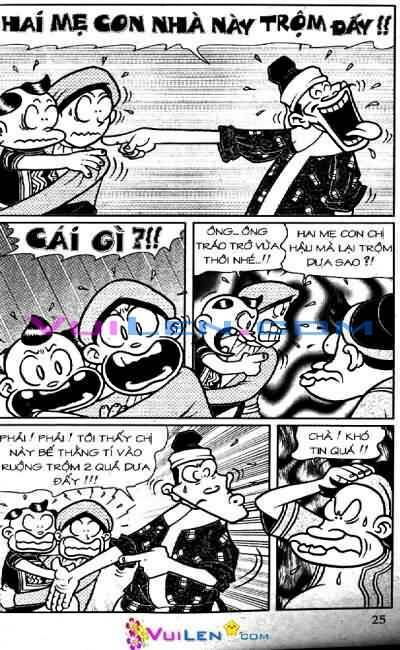 HAI MẸ CON NHÀ NÀY TRỘM ĐẤY !!
CÁI GÌ ?!!
ÔNG...ÔNG
TRÁO TRỞ VỪA
THÔI NHÉ..!!
HAI MẸ CON CHỊ
HẬU MÀ LẠI TRỘM
DƯA SAO ?!
VUILEN.COM
PHẢI ! PHẢI ! TÔI THẤY CHỊ
NÀY BẾ THẰNG TÍ VÀO
RUỘNG TRỘM 2 QUẢ DƯA
ĐẤY !!!
CHÀ ! KHÓ
TIN QUÁ !!
25
VUILEN.COM